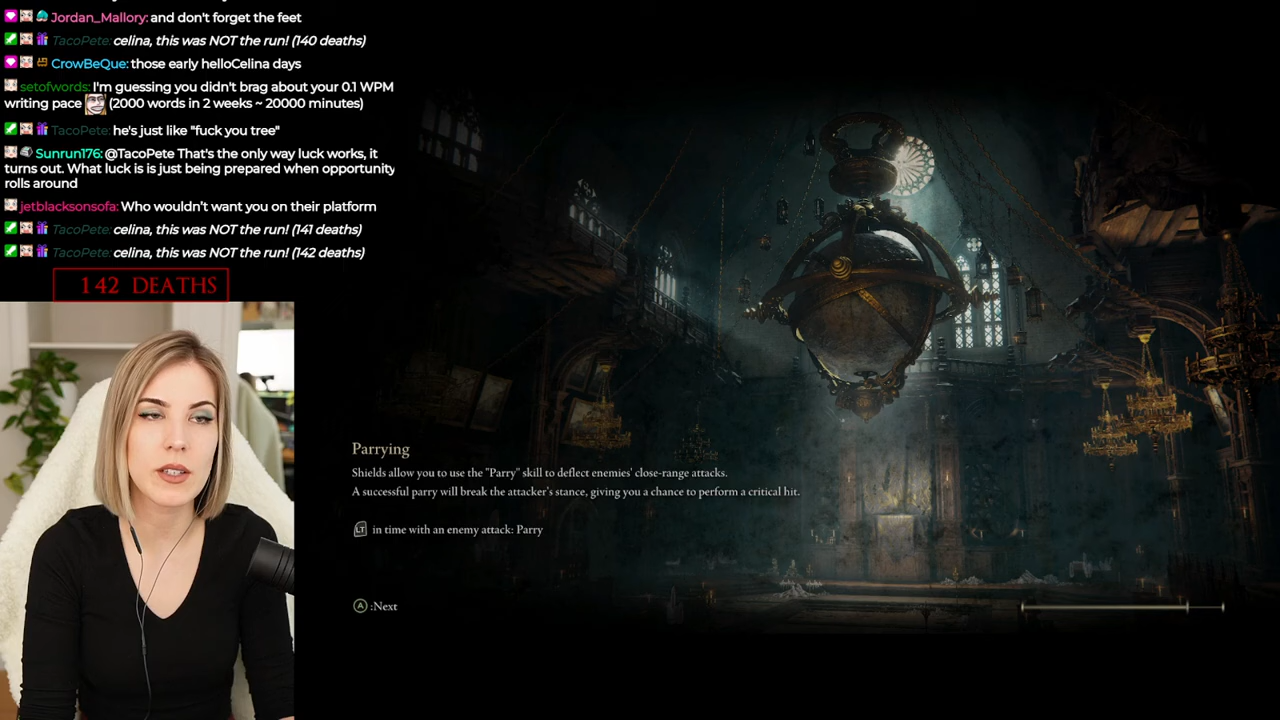 Jordan_Mallory: and don't forget the feet
TacoPete: celina, this was NOT the run! (140 deaths)
CrowBeQue: those early helloCelina days
setofwords: I'm guessing you didn't brag about your 0.1 WPM
writing pace (2000 words in 2 weeks ~ 20000 minutes)
TacoPete: he's just like "fuck you tree"
Sunrun176: @TacoPete That's the only way luck works, it
turns out. What luck is is just being prepared when opportunity
rolls around
jetblacksonsofa: Who wouldn't want you on their platform
TacoPete: celina, this was NOT the run! (141 deaths)
TacoPete: celina, this was NOT the run! (142 deaths)
142 DEATHS
Parrying
Shields allow you to use the "Parry" skill to deflect enemies' close-range attacks.
A successful parry will break the attacker's stance, giving you a chance to perform a critical hit.
LT in time with an enemy attack: Parry
A :Next